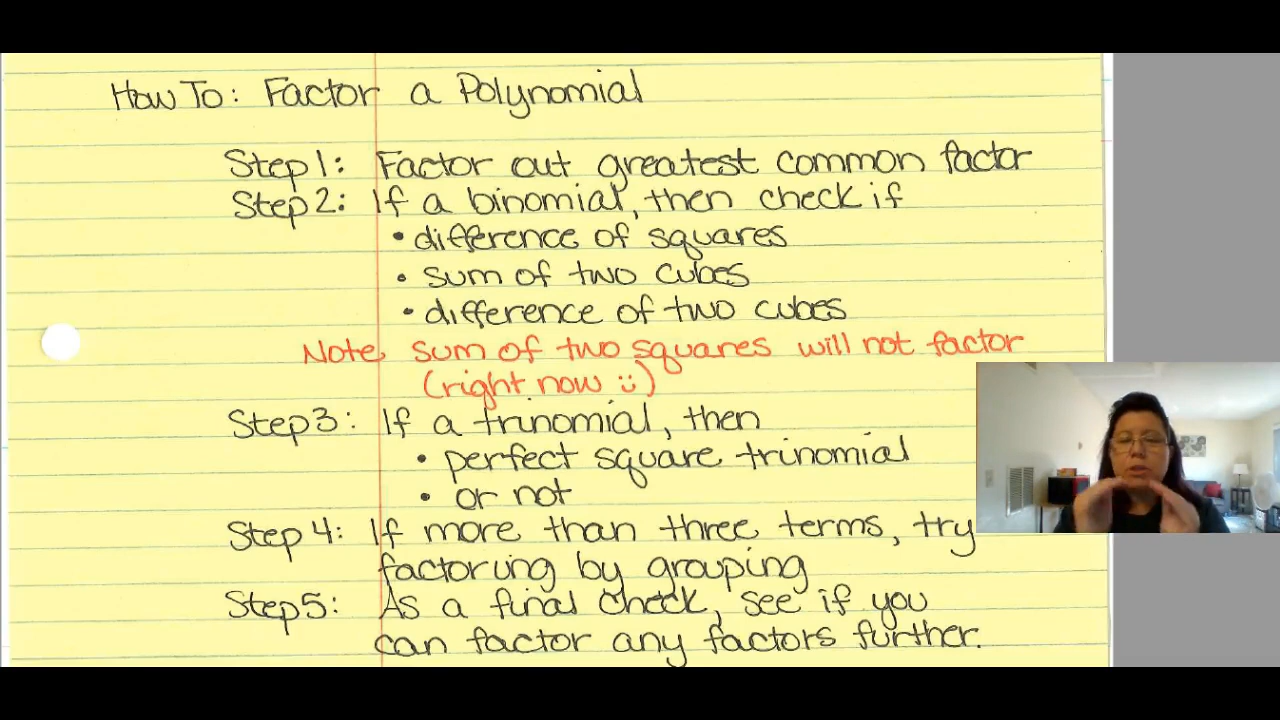 How To: Factor a Polynomial
Step 1: Factor out greatest common factor
Step 2: If a binomial, then check if
• difference of squares
• sum of two cubes
• difference of two cubes
Note sum of two squares will not factor
(right now :))
Step 3: If a trinomial, then
• perfect square trinomial
• or not
Step 4: If more than three terms, try
factoring by grouping
Step 5: As a final check, see if you
can factor any factors further.